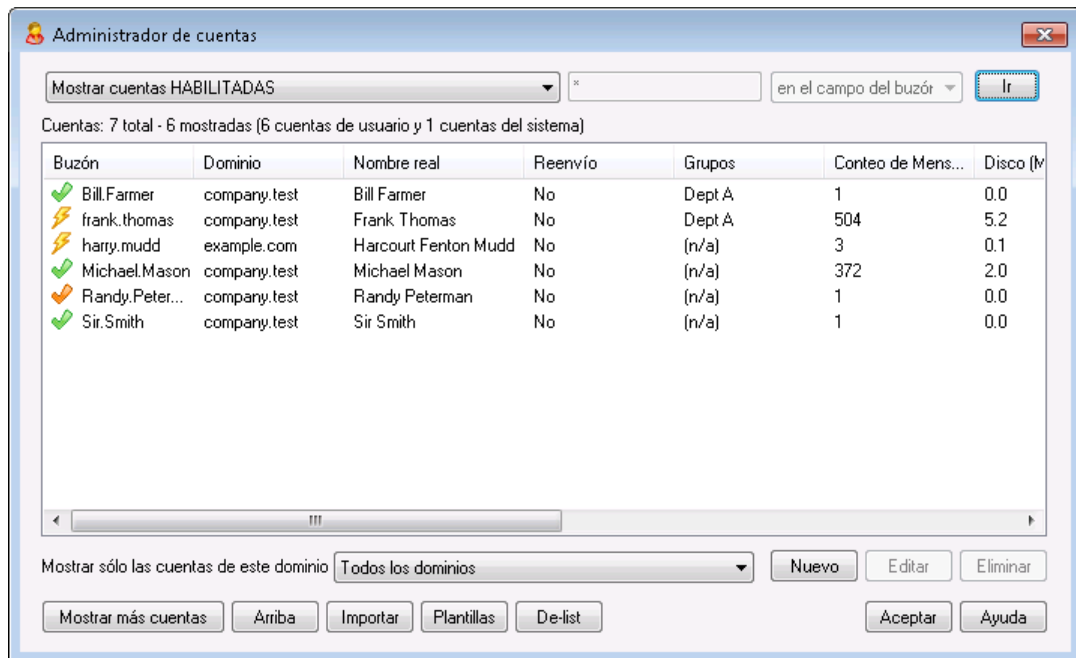 Administrador de cuentas
Mostrar cuentas HABILITADAS * en el campo del buzór Ir
Cuentas: 7 total - 6 mostradas (6 cuentas de usuario y 1 cuentas del sistema)
Buzón Dominio Nombre real Reenvío Grupos Conteo de Mens... Disco (M
Bill.Farmer company.test Bill Farmer No Dept A 1 0.0
frank.thomas company.test Frank Thomas No Dept A 504 5.2
harry.mudd example.com Harcourt Fenton Mudd No (n/a) 3 0.1
Michael.Mason company.test Michael Mason No (n/a) 372 2.0
Randy.Peter... company.test Randy Peterman No (n/a) 1 0.0
Sir.Smith company.test Sir Smith No (n/a) 1 0.0
Mostrar sólo las cuentas de este dominio Todos los dominios Nuevo Editar Eliminar
Mostrar más cuentas Arriba Importar Plantillas De-list Aceptar Ayuda